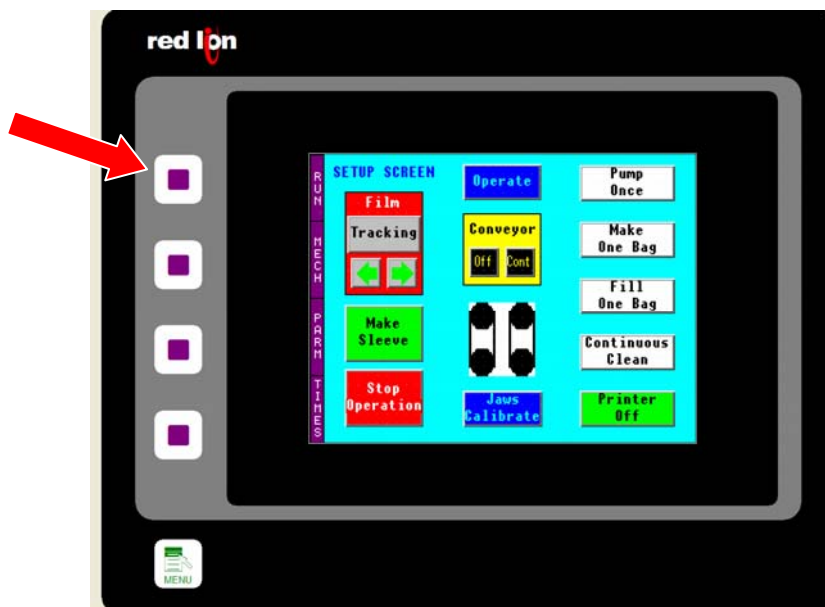 red lion
RUN
MECH
PARM
TIMES
SETUP SCREEN
Film
Tracking
Make
Sleeve
Stop
Operation
Operate
Conveyor
Off Cont
Jaws
Calibrate
Pump
Once
Make
One Bag
Fill
One Bag
Continuous
Clean
Printer
Off
MENU